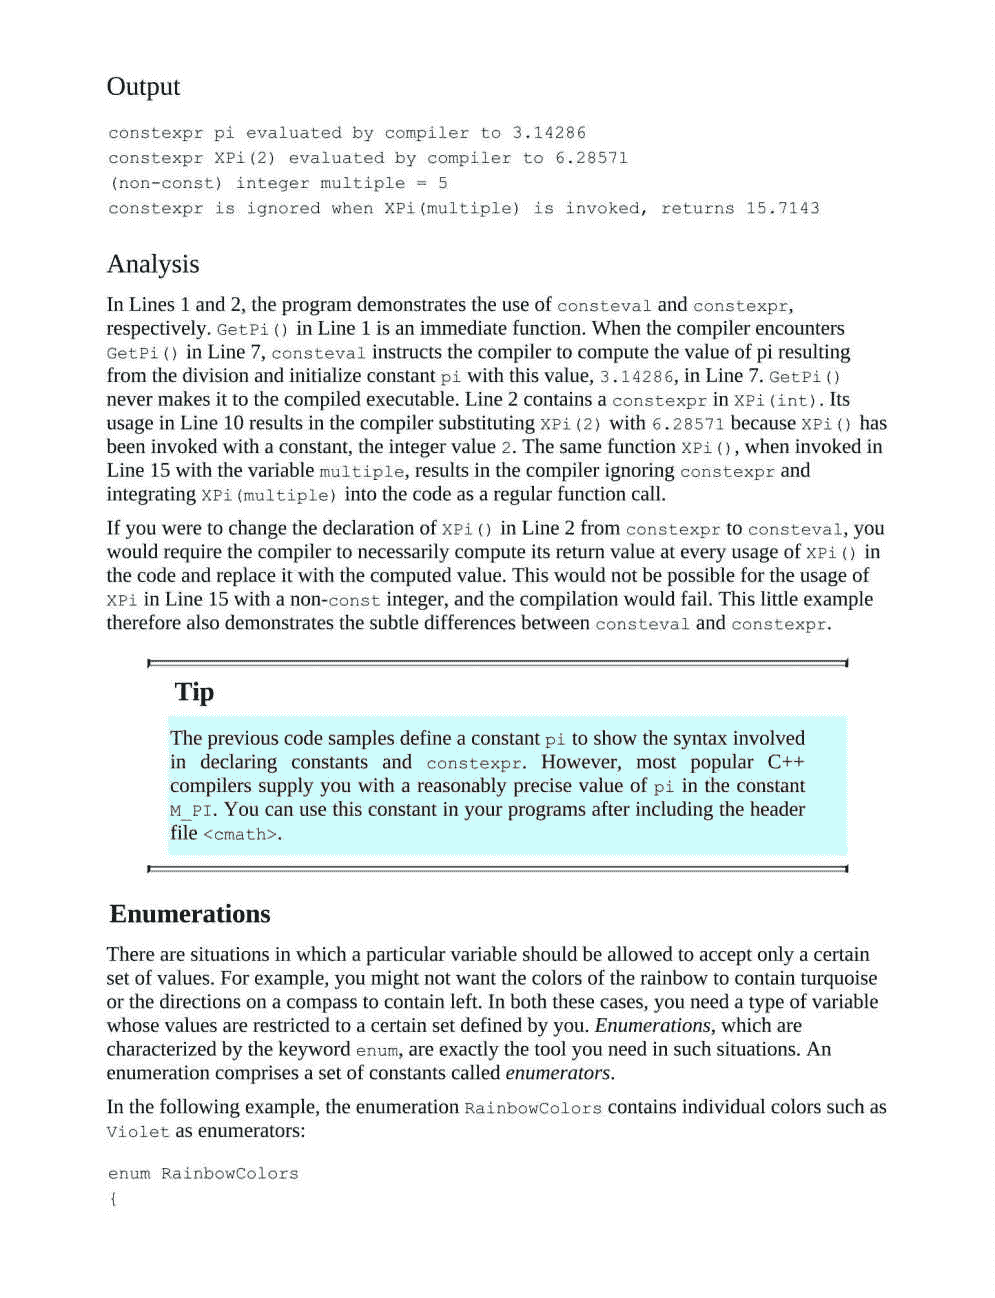 Output
constexpr pi evaluated by compiler to 3.14286
constexpr XPi(2) evaluated by compiler to 6.28571
(non-const) integer multiple = 5
constexpr is ignored when XPi(multiple) is invoked, returns 15.7143
Analysis
In Lines 1 and 2, the program demonstrates the use of consteval and constexpr,
respectively. GetPi() in Line 1 is an immediate function. When the compiler encounters
GetPi() in Line 7, consteval instructs the compiler to compute the value of pi resulting
from the division and initialize constant pi with this value, 3.14286, in Line 7. GetPi()
never makes it to the compiled executable. Line 2 contains a constexpr in XPi(int). Its
usage in Line 10 results in the compiler substituting XPi(2) with 6.28571 because XPi() has
been invoked with a constant, the integer value 2. The same function XPi(), when invoked in
Line 15 with the variable multiple, results in the compiler ignoring constexpr and
integrating XPi(multiple) into the code as a regular function call.
If you were to change the declaration of XPi() in Line 2 from constexpr to consteval, you
would require the compiler to necessarily compute its return value at every usage of XPi() in
the code and replace it with the computed value. This would not be possible for the usage of
XPi in Line 15 with a non-const integer, and the compilation would fail. This little example
therefore also demonstrates the subtle differences between consteval and constexpr.
Tip
The previous code samples define a constant pi to show the syntax involved
in declaring constants and constexpr. However, most popular C++
compilers supply you with a reasonably precise value of pi in the constant
M_PI. You can use this constant in your programs after including the header
file <cmath>.
Enumerations
There are situations in which a particular variable should be allowed to accept only a certain
set of values. For example, you might not want the colors of the rainbow to contain turquoise
or the directions on a compass to contain left. In both these cases, you need a type of variable
whose values are restricted to a certain set defined by you. Enumerations, which are
characterized by the keyword enum, are exactly the tool you need in such situations. An
enumeration comprises a set of constants called enumerators.
In the following example, the enumeration RainbowColors contains individual colors such as
Violet as enumerators:
enum RainbowColors
{